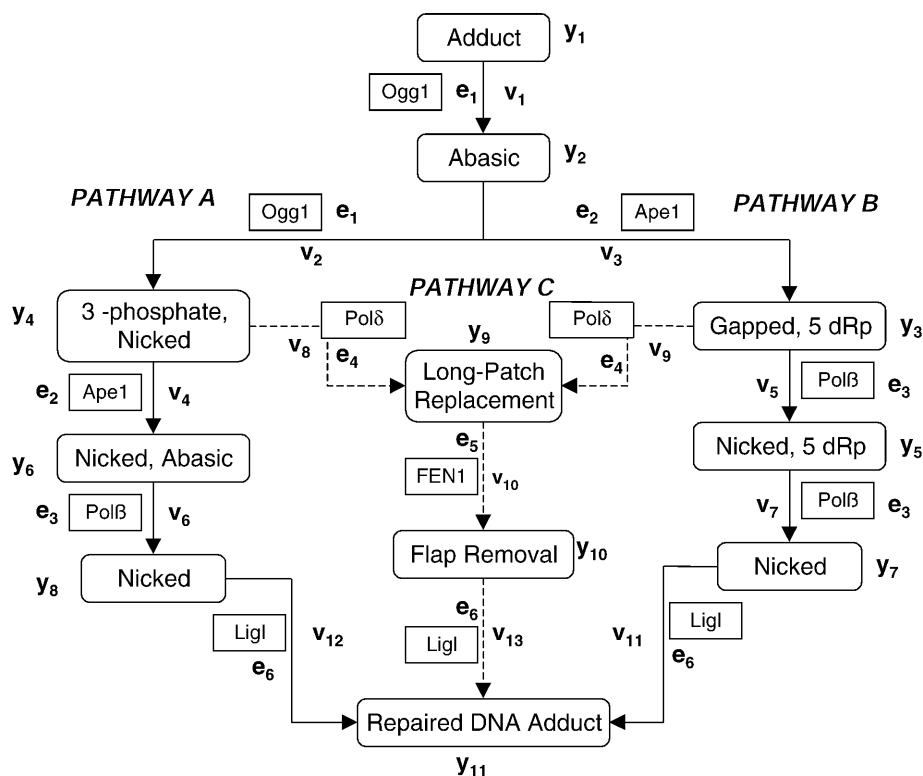 Adduct y1
Ogg1 e1 v1
Abasic y2
PATHWAY A
Ogg1 e1
e2 Ape1
PATHWAY B
v2
v3
PATHWAY C
y4
3 -phosphate,
Nicked
Polδ
v8
e4
y9
Long-Patch
Replacement
Polδ
e4
v9
Gapped, 5 dRp
y3
e2 Ape1 v4
v5 Polß e3
y6 Nicked, Abasic
e5
FEN1 v10
Nicked, 5 dRp y5
e3 Polß v6
v7 Polß e3
y8 Nicked
Flap Removal y10
Nicked y7
LigI
e6
v12
e6
LigI v13
v11
LigI
e6
Repaired DNA Adduct
y11